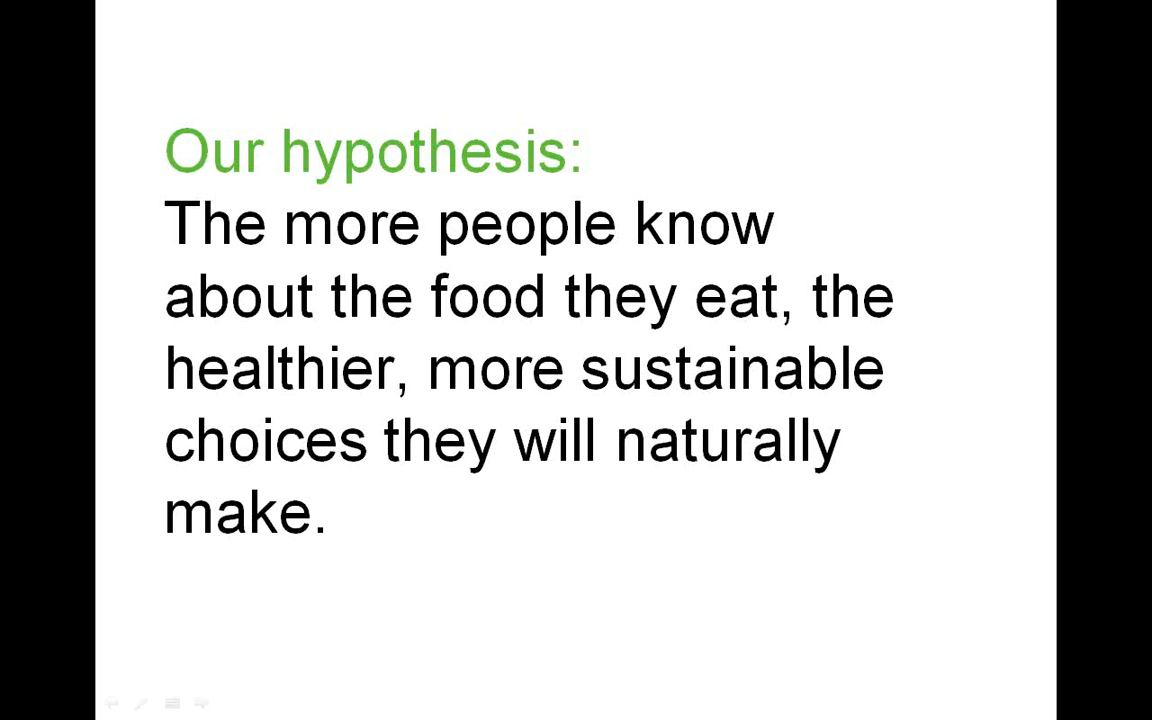 Our hypothesis:
The more people know
about the food they eat, the
healthier, more sustainable
choices they will naturally
make.